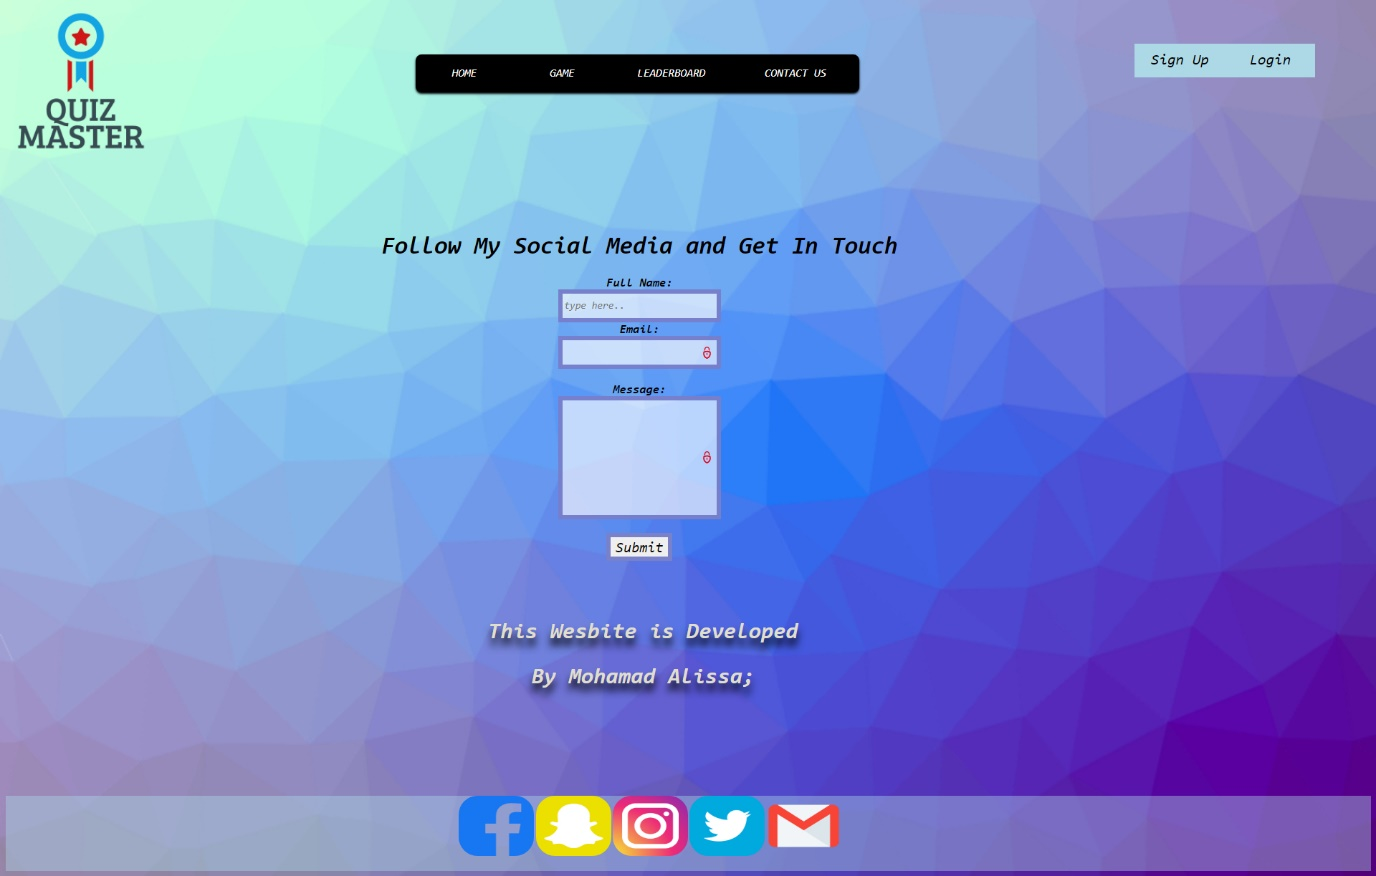 QUIZ
MASTER
HOME GAME LEADERBOARD CONTACT US
Sign Up Login
Follow My Social Media and Get In Touch
Full Name:
type here..
Email:
Message:
Submit
This Wesbite is Developed
By Mohamad Alissa;